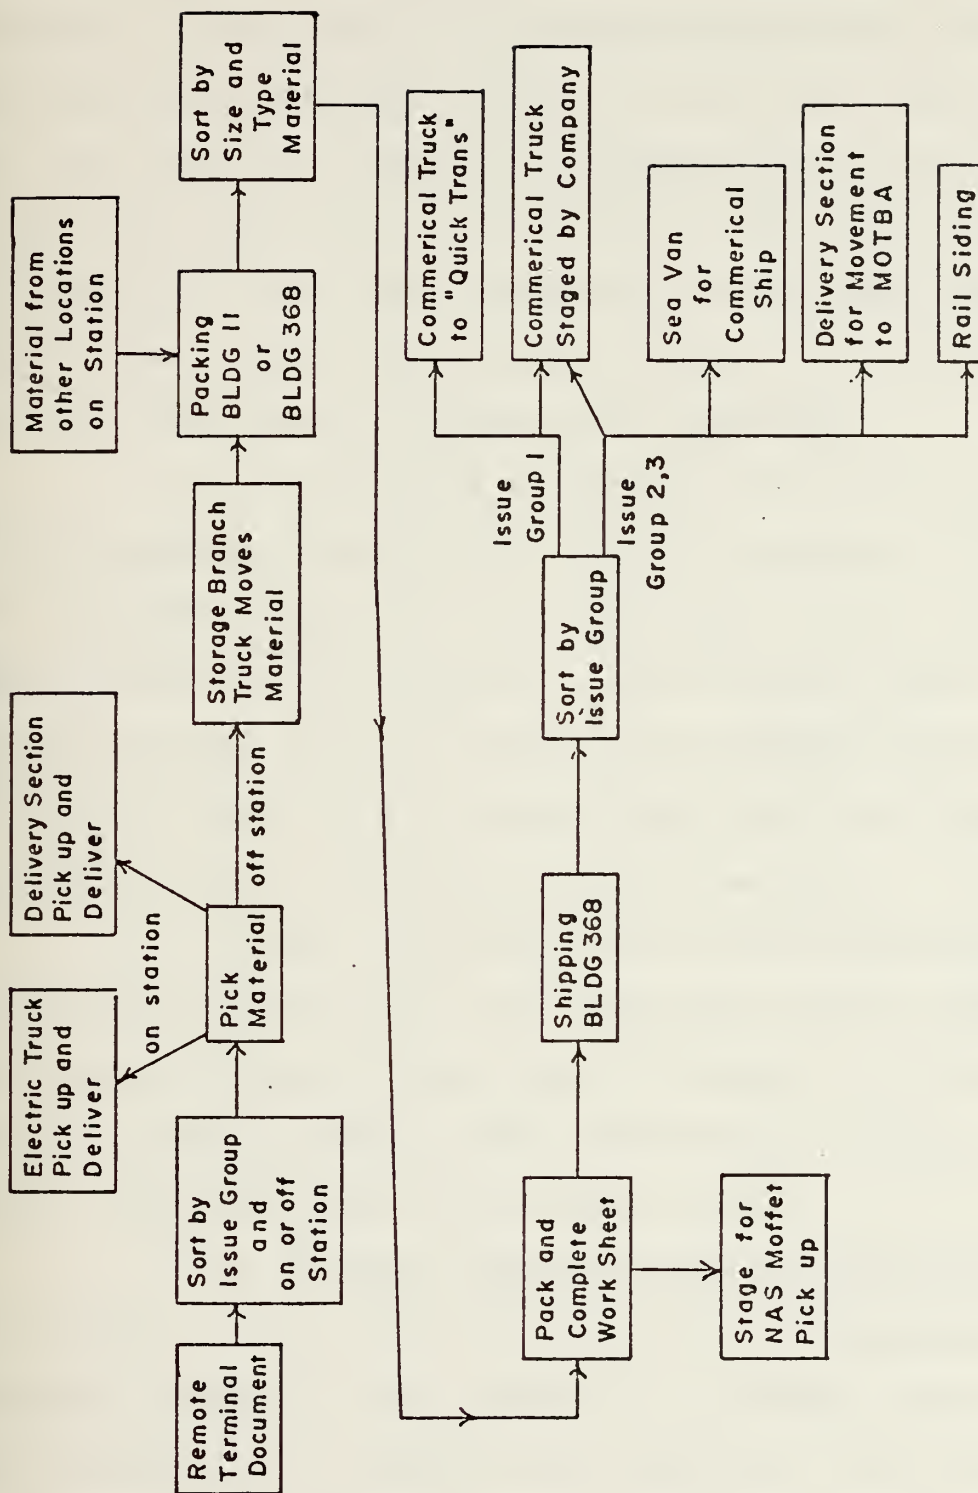 Electric Truck
Pick up and
Deliver
Delivery Section
Pick up and
Deliver
Material from
other Locations
on Station
on station
Remote
Terminal
Document
Sort by
Issue Group
and
on or off
Station
Pick
Material
off station
Storage Branch
Truck Moves
Material
Packing
BLDG 11
or
BLDG 368
Sort by
Size and
Type
Material
Pack and
Complete
Work Sheet
Stage for
NAS Moffet
Pick up
Shipping
BLDG 368
Sort by
Issue Group
Issue
Group 1
Issue
Group 2,3
Commerical Truck
to "Quick Trans"
Commerical Truck
Staged by Company
Sea Van
for
Commerical
Ship
Delivery Section
for Movement
to MOTBA
Rail Siding